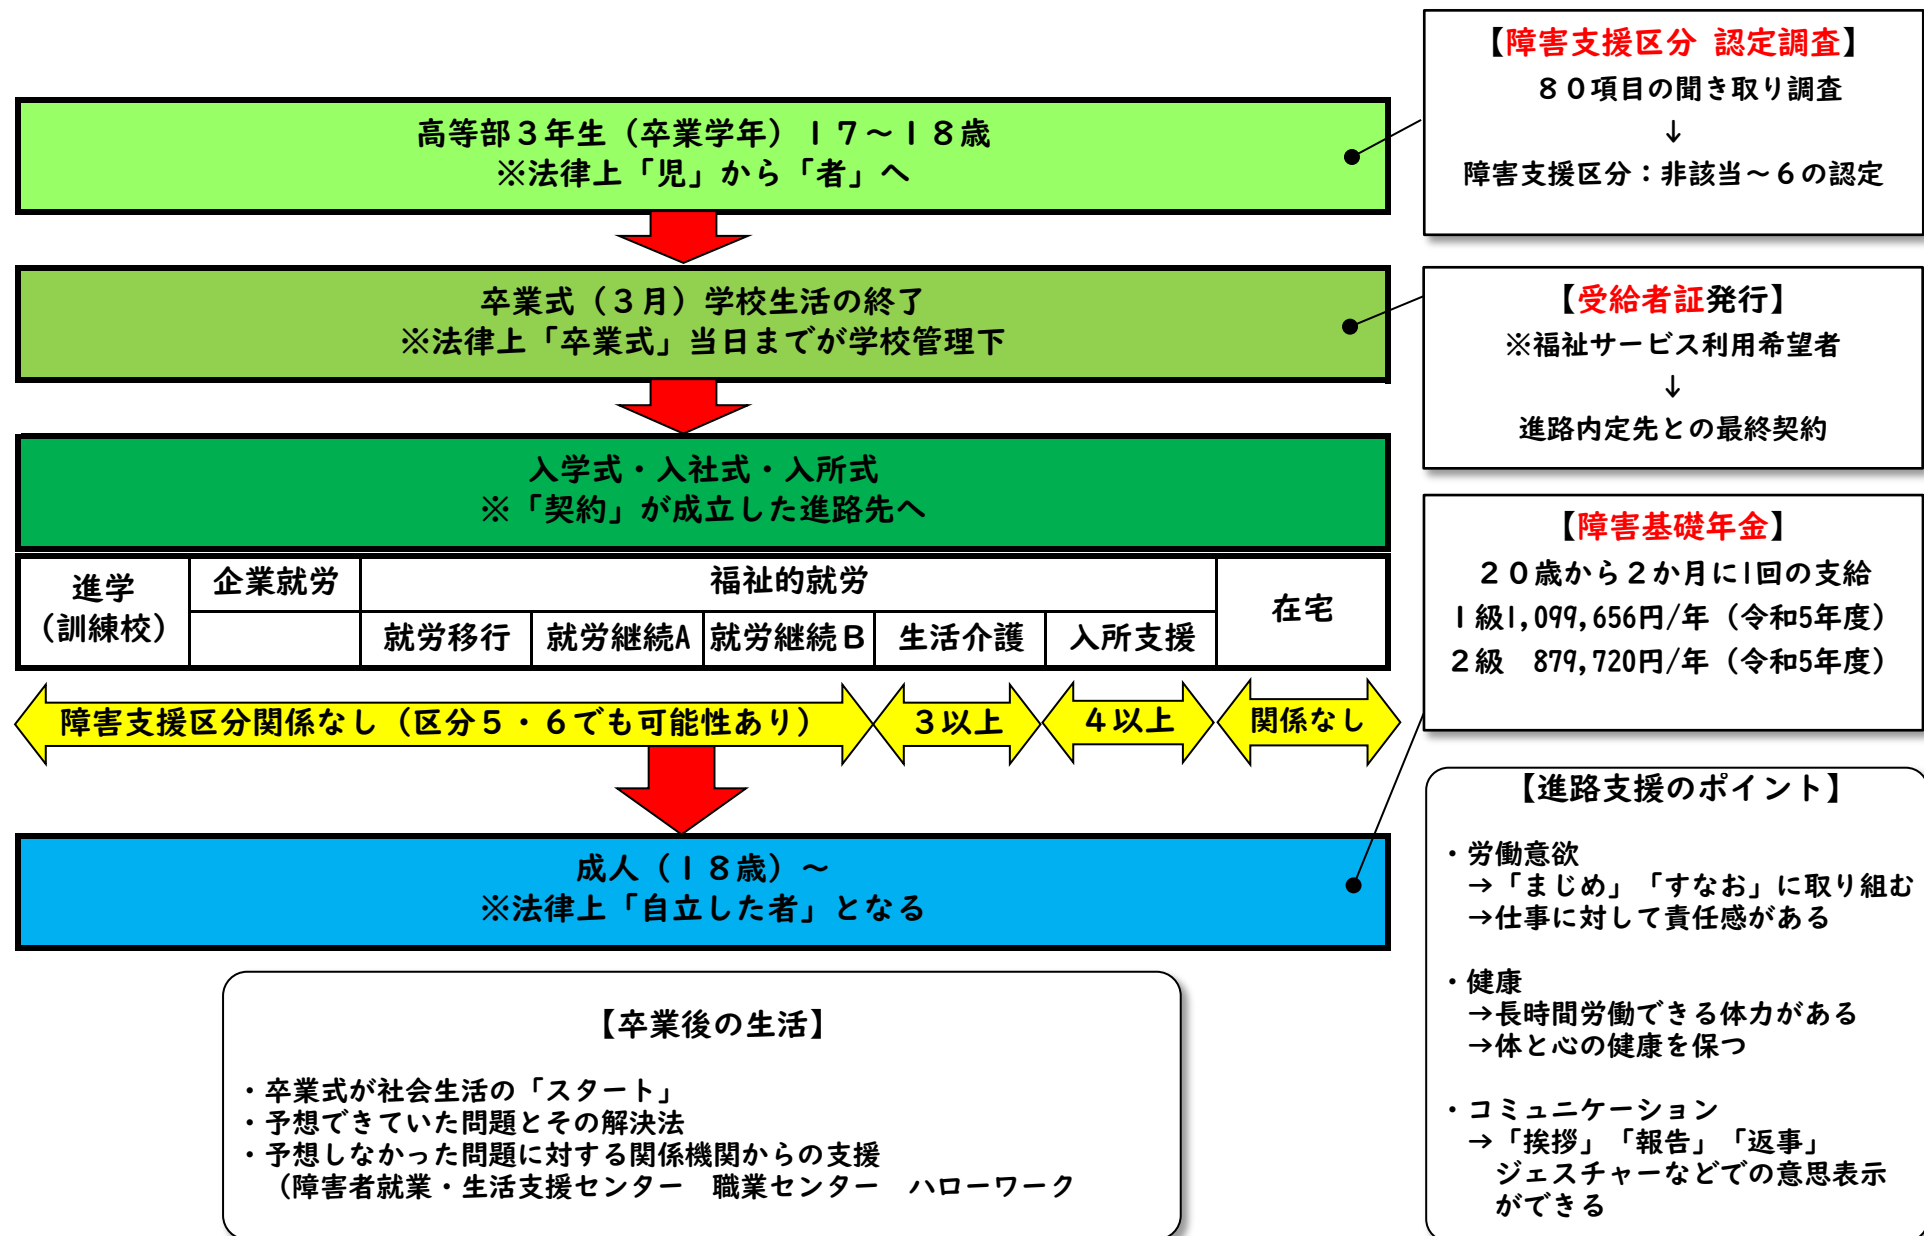 高等部３年生（卒業学年）１７～１８歳
※法律上「児」から「者」へ
卒業式（３月）学校生活の終了
※法律上「卒業式」当日までが学校管理下
入学式・入社式・入所式
※「契約」が成立した進路先へ
進学
（訓練校）
企業就労
福祉的就労
就労移行
就労継続A
就労継続Ｂ
生活介護
入所支援
在宅
障害支援区分関係なし（区分５・６でも可能性あり）
３以上
４以上
関係なし
成人（１８歳）～
※法律上「自立した者」となる
【卒業後の生活】
・卒業式が社会生活の「スタート」
・予想できていた問題とその解決法
・予想しなかった問題に対する関係機関からの支援
（障害者就業・生活支援センター　職業センター　ハローワーク
【障害支援区分 認定調査】
８０項目の聞き取り調査
↓
障害支援区分：非該当～６の認定
【受給者証発行】
※福祉サービス利用希望者
↓
進路内定先との最終契約
【障害基礎年金】
２０歳から２か月に1回の支給
１級1,099,656円/年（令和5年度）
２級　879,720円/年（令和5年度）
【進路支援のポイント】
・労働意欲
→「まじめ」「すなお」に取り組む
→仕事に対して責任感がある
・健康
→長時間労働できる体力がある
→体と心の健康を保つ
・コミュニケーション
→「挨拶」「報告」「返事」
ジェスチャーなどでの意思表示
ができる